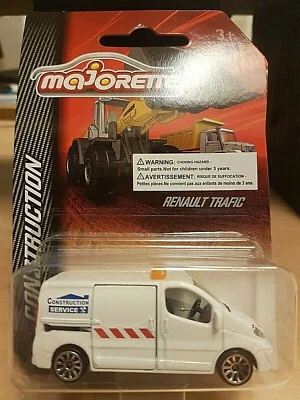 3+
majorette
WARNING: CHOKING HAZARD -
Small parts.Not for children under 3 years.
AVERTISSEMENT: RISQUE DE SUFFOCATION -
Petites pièces.Ne convient pas aux enfants de moins de 3 ans
RENAULT TRAFIC
CONSTRUCTION
CONSTRUCTION
SERVICE